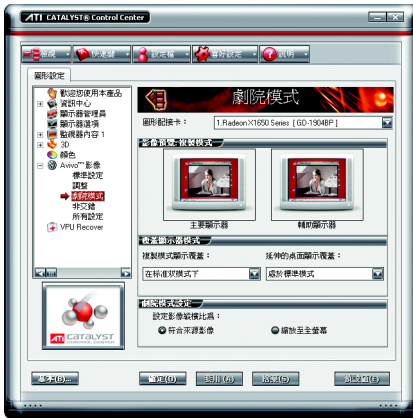 ATI CATALYST® Control Center
檢視
快速鍵
設定檔
喜好設定
說明
圖形設定
歡迎您使用本產品
資訊中心
顯示器管理員
顯示器選項
監視器內容 1
3D
顏色
Avivo™ 影像
標準設定
調整
劇院模式
非交錯
所有設定
VPU Recover
ATI CATALYST
CONTROL CENTER
劇院模式
圖形配接卡：
1.Radeon X1650 Series [ GD-1904BP ]
影像預覽: 複製模式
主要顯示器
輔助顯示器
覆蓋顯示器模式
複製模式顯示覆蓋：
延伸的桌面顯示覆蓋：
在標准狀模式下
處於標準模式
劇院模式設定
設定影像縱橫比為：
符合來源影像
縮放至全螢幕
基本(B)...
確定(O)
套用 (A)
預設值(D)